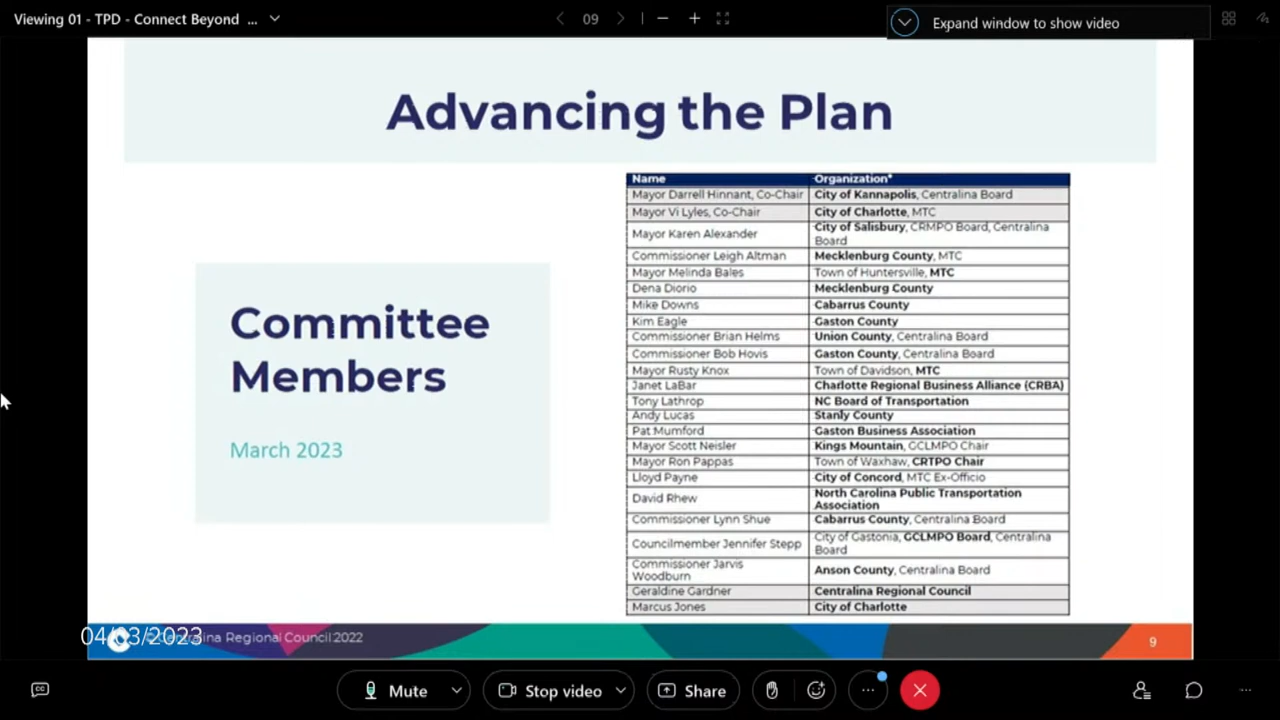 Viewing 01 - TPD - Connect Beyond ...
09
Expand window to show video
Advancing the Plan
Committee
Members
March 2023
Name Organization*
Mayor Darrell Hinnant, Co-Chair City of Kannapolis, Centralina Board
Mayor Vi Lyles, Co-Chair City of Charlotte, MTC
Mayor Karen Alexander City of Salisbury, CRMPO Board, Centralina
Board
Commissioner Leigh Altman Mecklenburg County, MTC
Mayor Melinda Bales Town of Huntersville, MTC
Dena Diorio Mecklenburg County
Mike Downs Cabarrus County
Kim Eagle Gaston County
Commissioner Brian Helms Union County, Centralina Board
Commissioner Bob Hovis Gaston County, Centralina Board
Mayor Rusty Knox Town of Davidson, MTC
Janet LaBar Charlotte Regional Business Alliance (CRBA)
Tony Lathrop NC Board of Transportation
Andy Lucas Stanly County
Pat Mumford Gaston Business Association
Mayor Scott Neisler Kings Mountain, GCLMPO Chair
Mayor Ron Pappas Town of Waxhaw, CRTPO Chair
Lloyd Payne City of Concord, MTC Ex-Officio
David Rhew North Carolina Public Transportation
Association
Commissioner Lynn Shue Cabarrus County, Centralina Board
Councilmember Jennifer Stepp City of Gastonia, GCLMPO Board, Centralina
Board
Commissioner Jarvis
Woodburn Anson County, Centralina Board
Geraldine Gardner Centralina Regional Council
Marcus Jones City of Charlotte
04/03/2023
Regional Council 2022
9
CC
Mute
Stop video
Share